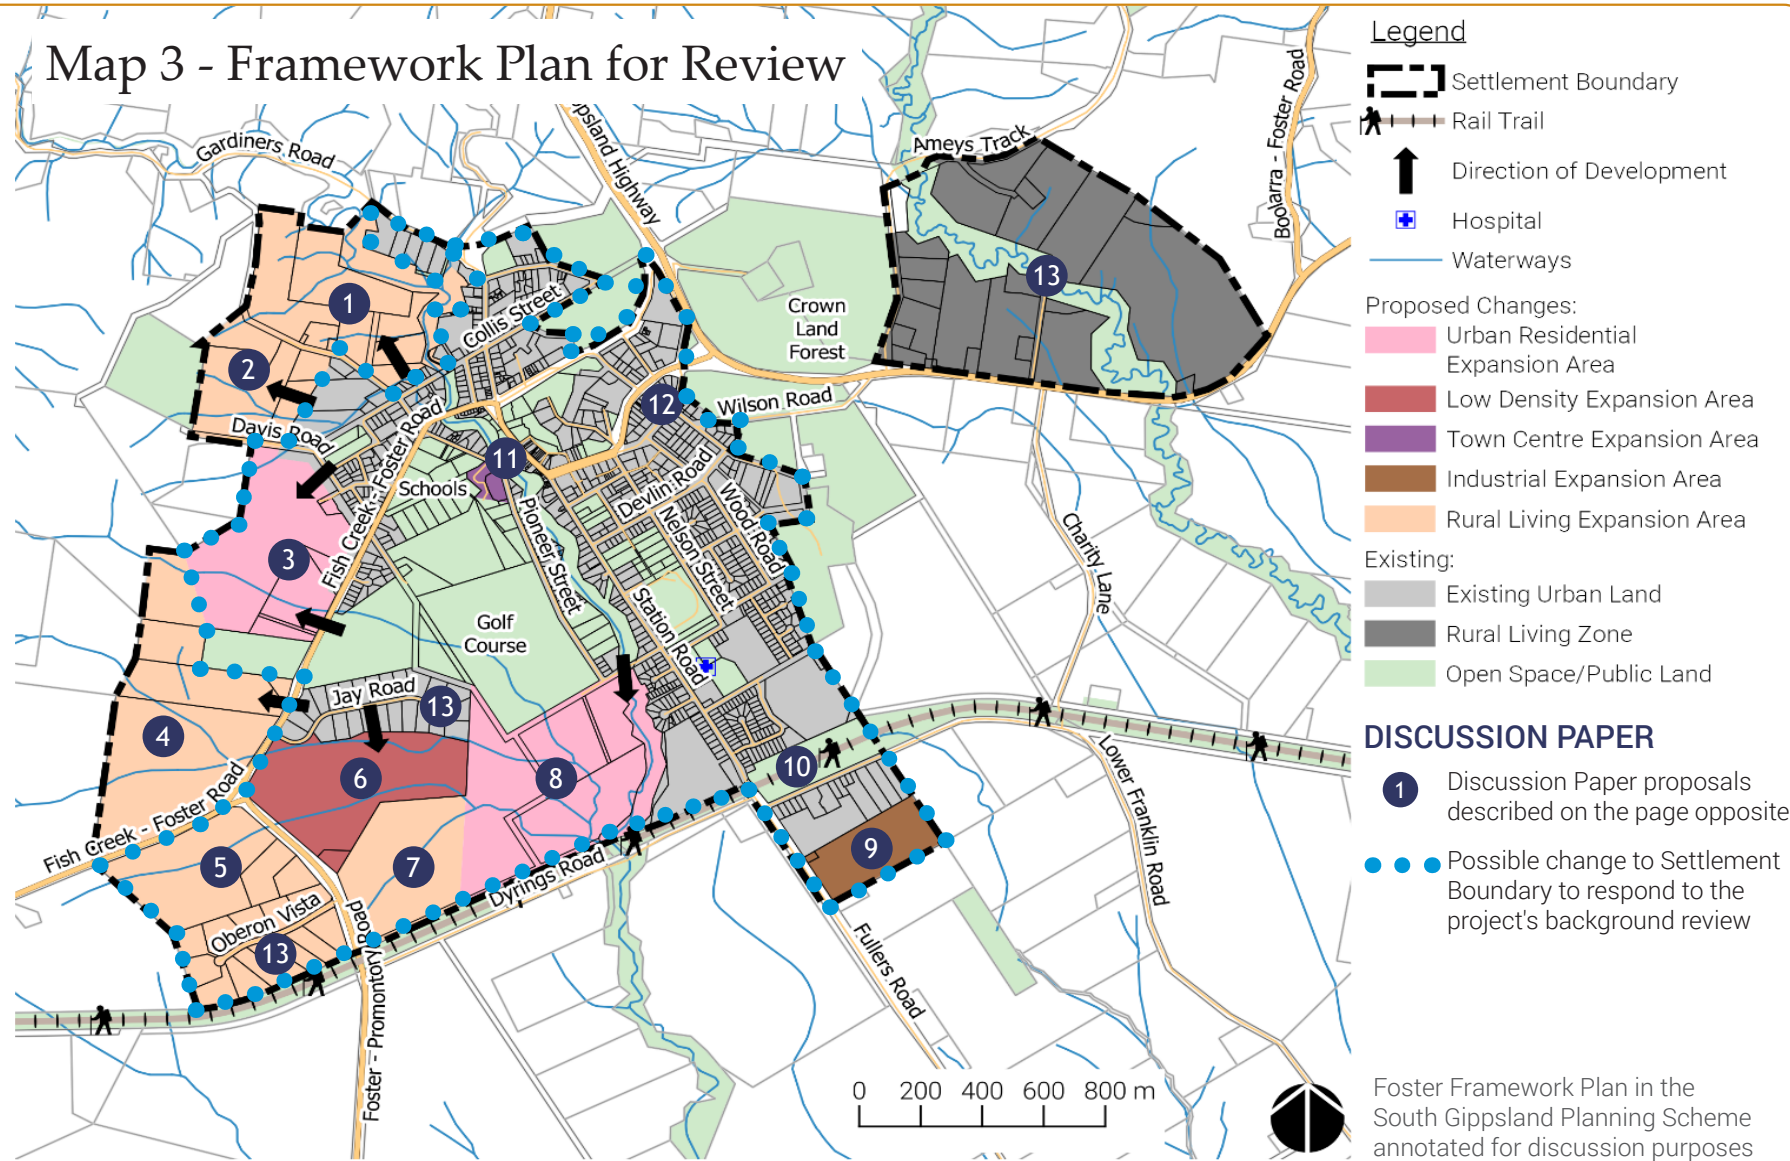 Map 3 - Framework Plan for Review
Gardiners Road
ppsland Highway
Ameys Track
Boolarra - Foster Road
1
Collis Street
Crown
Land
Forest
13
2
Davis Road
Fish Creek - Foster Road
12
Wilson Road
11
Schools
Devlin Road
Wood Road
Nelson Street
Pioneer Street
Station Road
Charity Lane
3
Golf
Course
Jay Road
13
4
6
8
10
Lower Franklin Road
Fish Creek - Foster Road
5
7
9
Dyrings Road
Oberon Vista
13
Fullers Road
Foster - Promontory Road
0 200 400 600 800 m
Legend
Settlement Boundary
Rail Trail
Direction of Development
Hospital
Waterways
Proposed Changes:
Urban Residential
Expansion Area
Low Density Expansion Area
Town Centre Expansion Area
Industrial Expansion Area
Rural Living Expansion Area
Existing:
Existing Urban Land
Rural Living Zone
Open Space/Public Land
DISCUSSION PAPER
1 Discussion Paper proposals
described on the page opposite
Possible change to Settlement
Boundary to respond to the
project's background review
Foster Framework Plan in the
South Gippsland Planning Scheme
annotated for discussion purposes